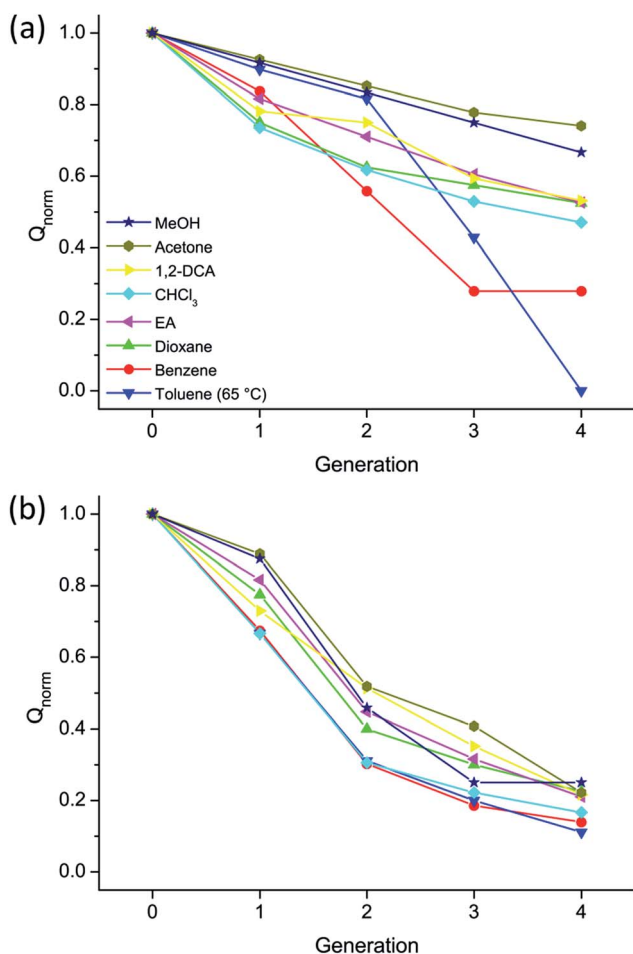 (a)
1.0
0.8
0.6
0.4
0.2
0.0
Qnorm
MeOH
Acetone
1,2-DCA
CHCl3
EA
Dioxane
Benzene
Toluene (65 °C)
0 1 2 3 4
Generation
(b)
1.0
0.8
0.6
0.4
0.2
0.0
Qnorm
0 1 2 3 4
Generation